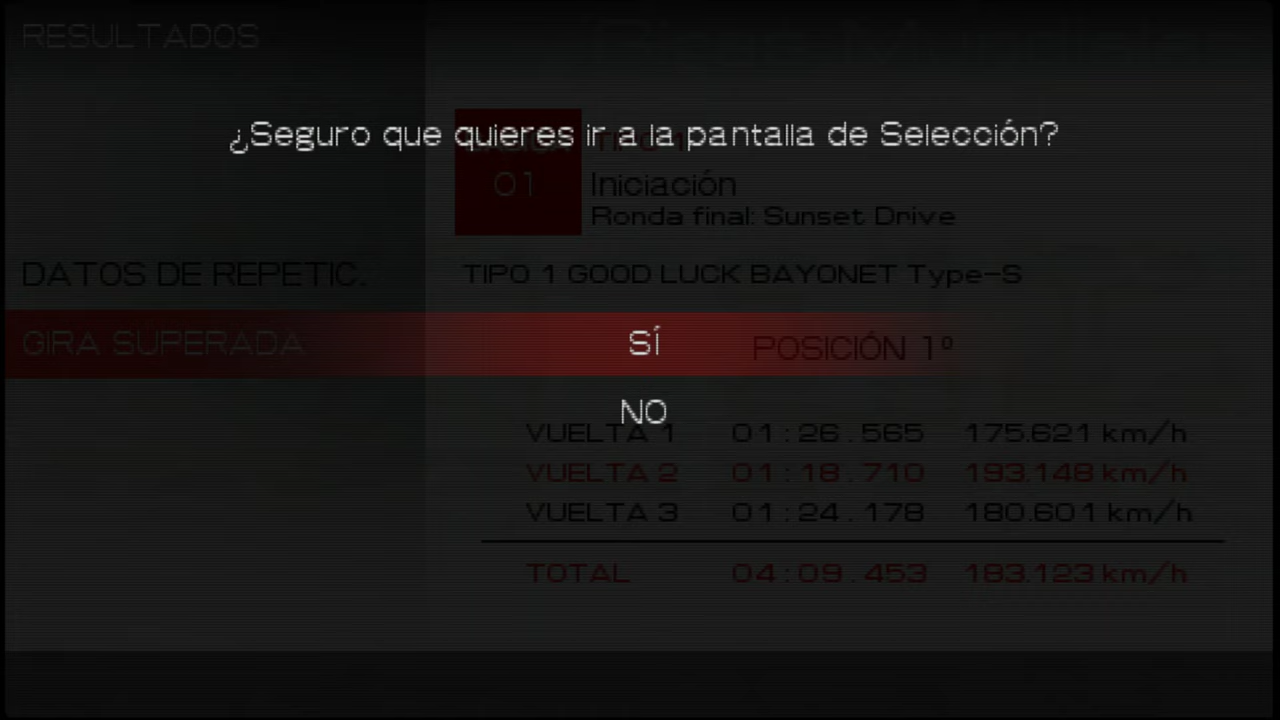 RESULTADOS
¿Seguro que quieres ir a la pantalla de Selección?
TIPO 1
01
Iniciación
Ronda final: Sunset Drive
DATOS DE REPETIC.
TIPO 1 GOOD LUCK BAYONET Type-S
GIRA SUPERADA
SÍ
POSICIÓN 1º
NO
VUELTA 1 01:26.565 175.621 km/h
VUELTA 2 01:18.710 193.148 km/h
VUELTA 3 01:24.178 180.601 km/h
TOTAL 04:09.453 183.123 km/h